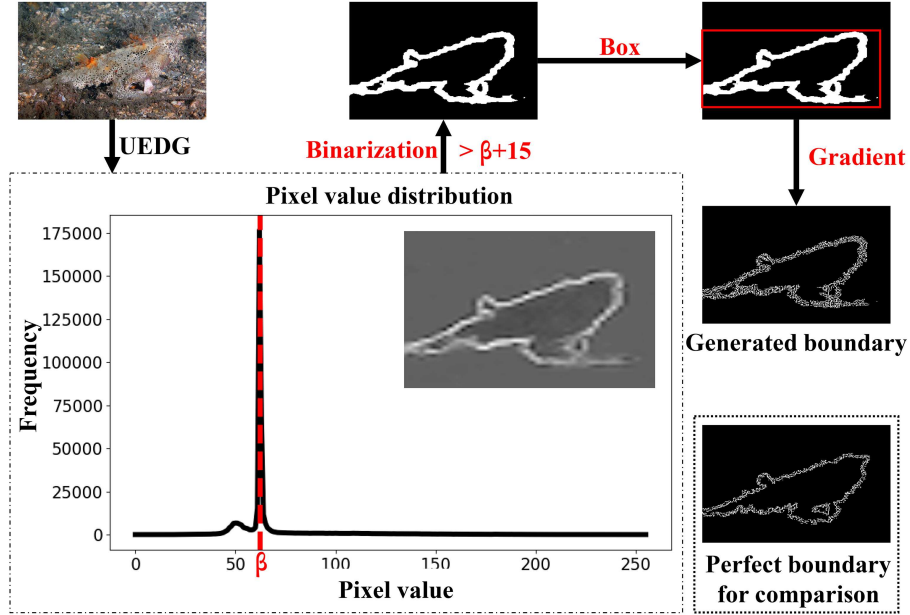 UEDG
Binarization > β+15
Box
Gradient
Pixel value distribution
Frequency
175000
150000
125000
100000
75000
50000
25000
0
0 50 100 150 200 250
β
Pixel value
Generated boundary
Perfect boundary
for comparison